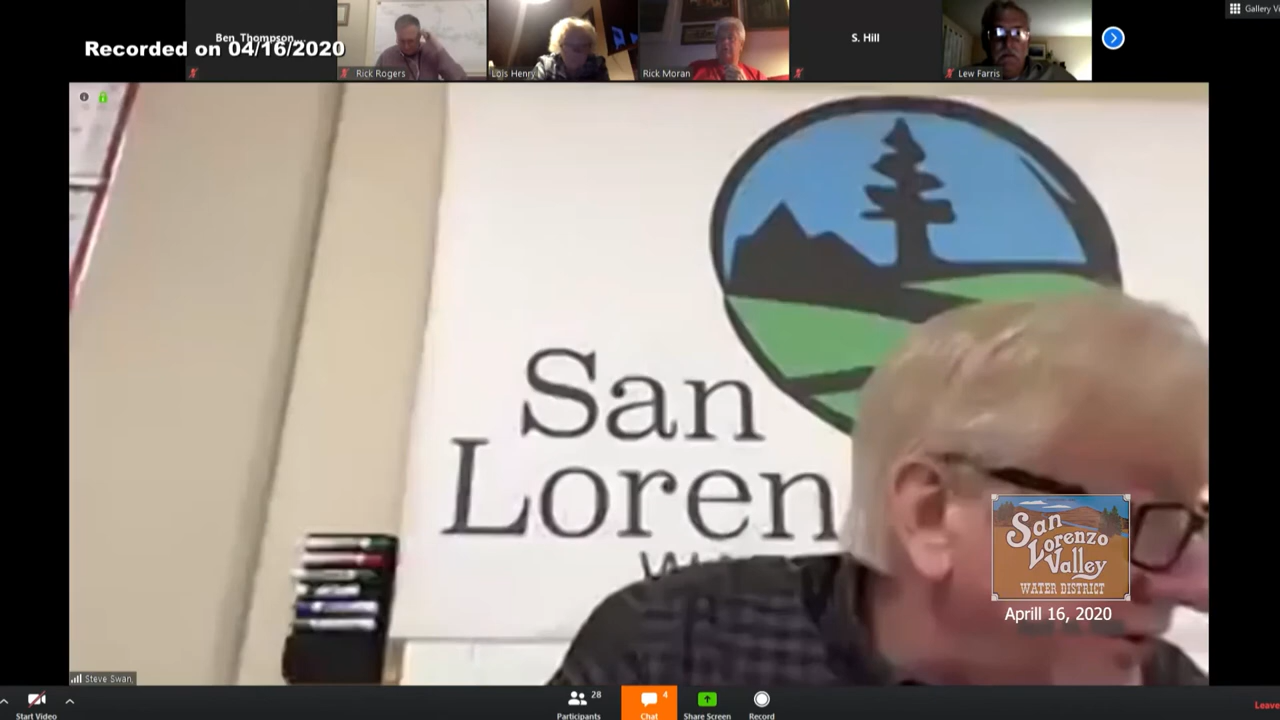 Gallery Vi
Recorded on 04/16/2020
Ben Thompson...
Rick Rogers
Lois Henry
Rick Moran
S. Hill
Lew Farris
San
Loren
San
Lorenzo
Valley
WATER DISTRICT
Aprill 16, 2020
Steve Swan,
Start Video
28
Participants
4
Chat
Share Screen
Record
Leave